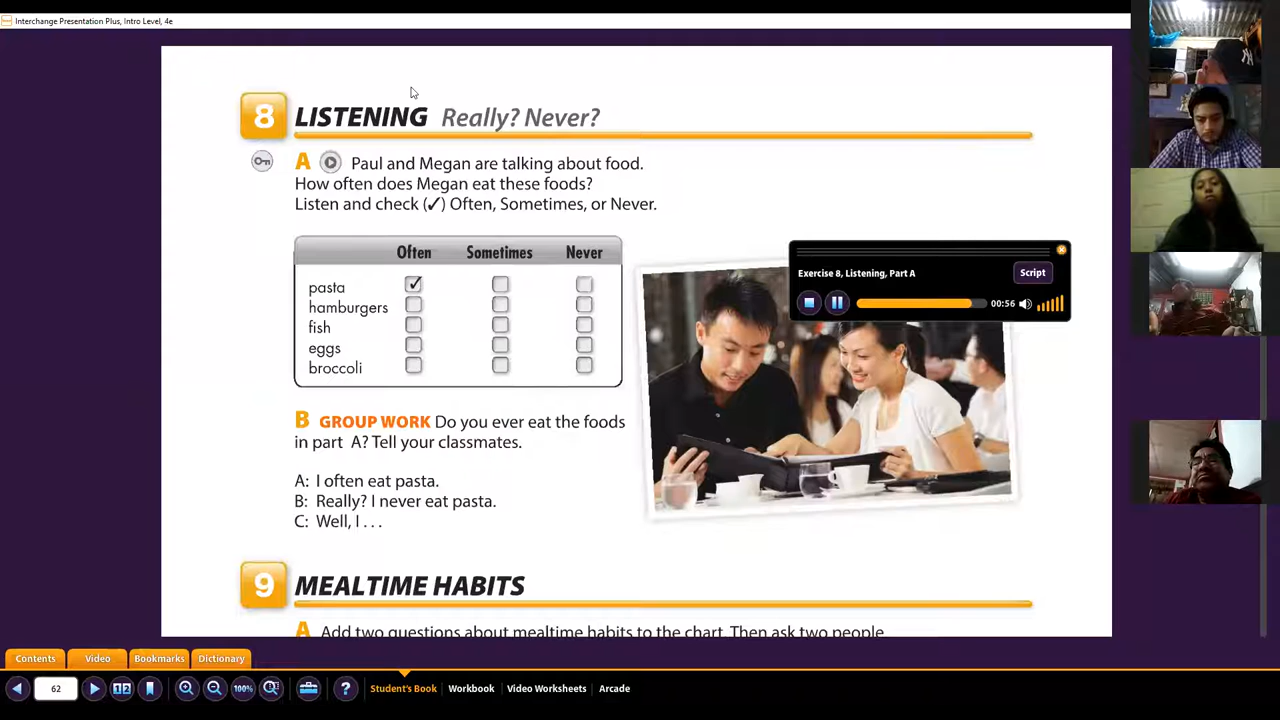 Interchange Presentation Plus, Intro Level, 4e
8 LISTENING Really? Never?
A Paul and Megan are talking about food.
How often does Megan eat these foods?
Listen and check (✓) Often, Sometimes, or Never.
Often Sometimes Never
pasta ✓
hamburgers
fish
eggs
broccoli
Exercise 8, Listening, Part A Script
00:56
B GROUP WORK Do you ever eat the foods
in part A? Tell your classmates.
A: I often eat pasta.
B: Really? I never eat pasta.
C: Well, I . . .
9 MEALTIME HABITS
A Add two questions about mealtime habits to the chart. Then ask two people
Contents Video Bookmarks Dictionary
62 1 2 100% ? Student's Book Workbook Video Worksheets Arcade